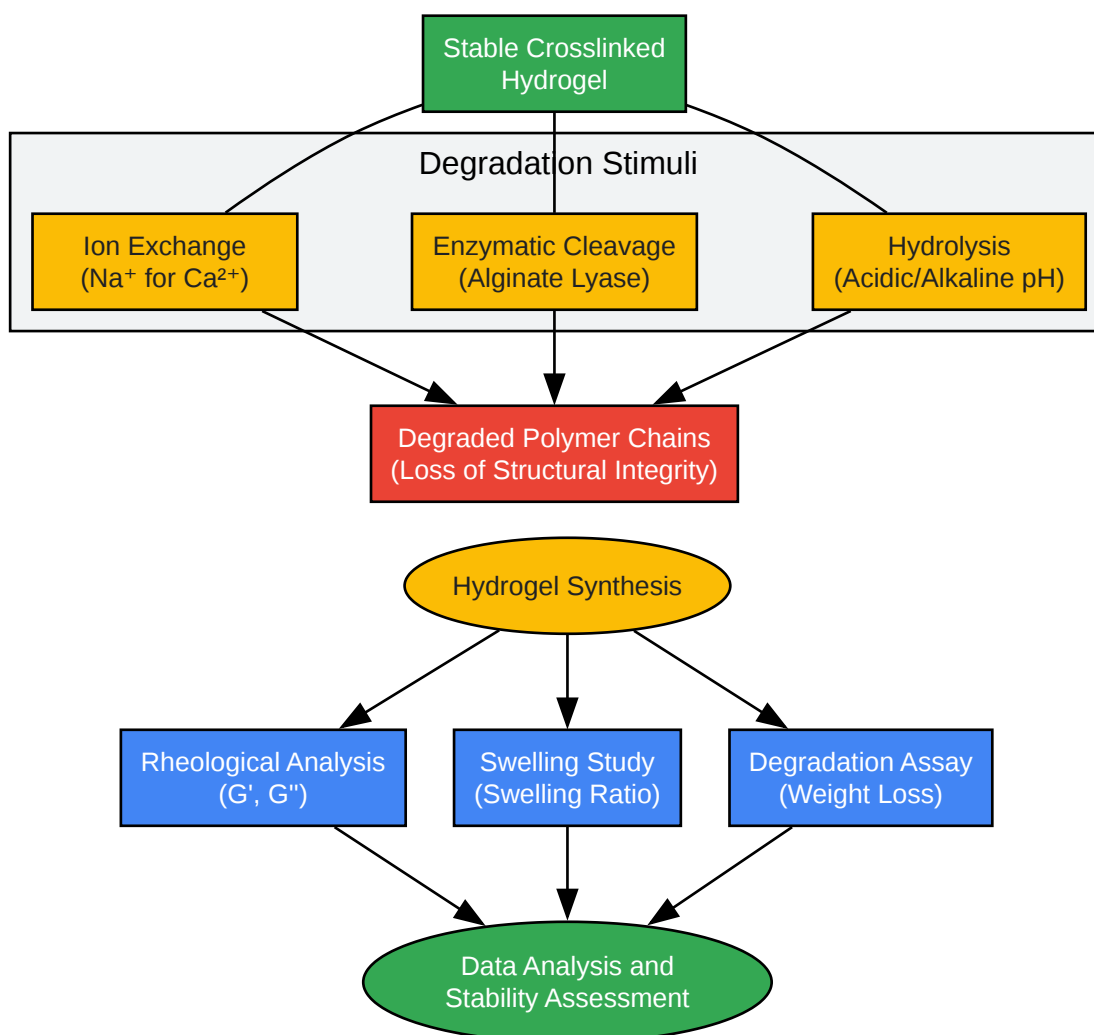 Stable Crosslinked
Hydrogel
Degradation Stimuli
Ion Exchange
(Na⁺ for Ca²⁺)
Enzymatic Cleavage
(Alginate Lyase)
Hydrolysis
(Acidic/Alkaline pH)
Degraded Polymer Chains
(Loss of Structural Integrity)
Hydrogel Synthesis
Rheological Analysis
(G', G'')
Swelling Study
(Swelling Ratio)
Degradation Assay
(Weight Loss)
Data Analysis and
Stability Assessment